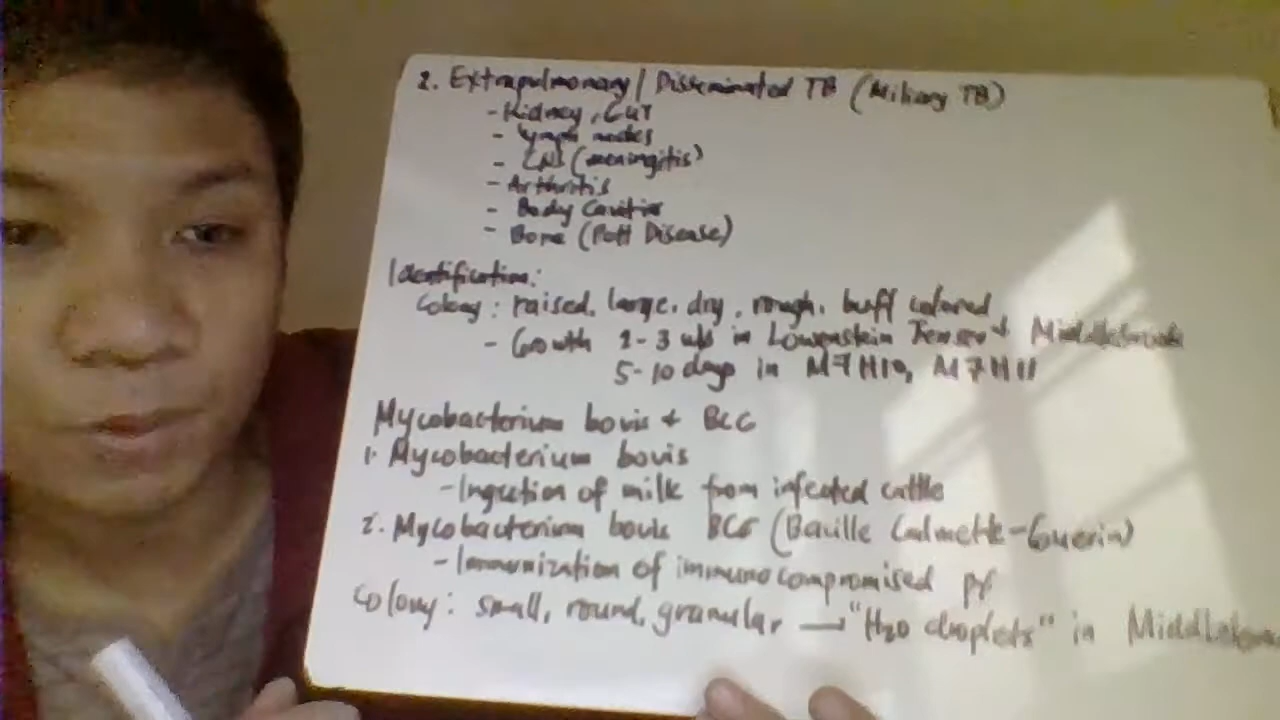 2. Extrapulmonary / Disseminated TB (Miliary TB)
- Kidney, GUT
- Lymph nodes
- CNS (meningitis)
- Arthritis
- Body Cavities
- Bone (Pott Disease)
Identification:
Colony: raised, large, dry, rough, buff colored
- Growth 2-3 wks in Lowenstein Jensen + Middlebrook
5-10 days in M7H10, M7H11
Mycobacterium bovis + BCG
1. Mycobacterium bovis
- Ingestion of milk from infected cattle
2. Mycobacterium bovis BCG (Bacille Calmette-Guerin)
- Immunization of immunocompromised px
Colony: small, round, granular → "H2O droplets" in Middlebrook